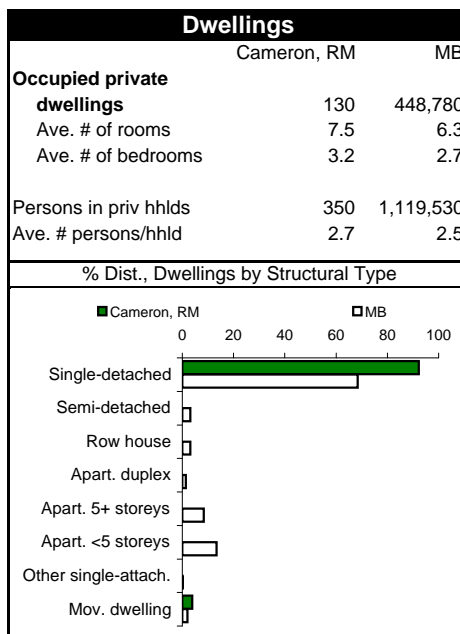 Dwellings
Cameron, RM MB
Occupied private
dwellings 130 448,780
Ave. # of rooms 7.5 6.3
Ave. # of bedrooms 3.2 2.7
Persons in priv hhlds 350 1,119,530
Ave. # persons/hhld 2.7 2.5
% Dist., Dwellings by Structural Type
Cameron, RM MB
0 20 40 60 80 100
Single-detached
Semi-detached
Row house
Apart. duplex
Apart. 5+ storeys
Apart. <5 storeys
Other single-attach.
Mov. dwelling